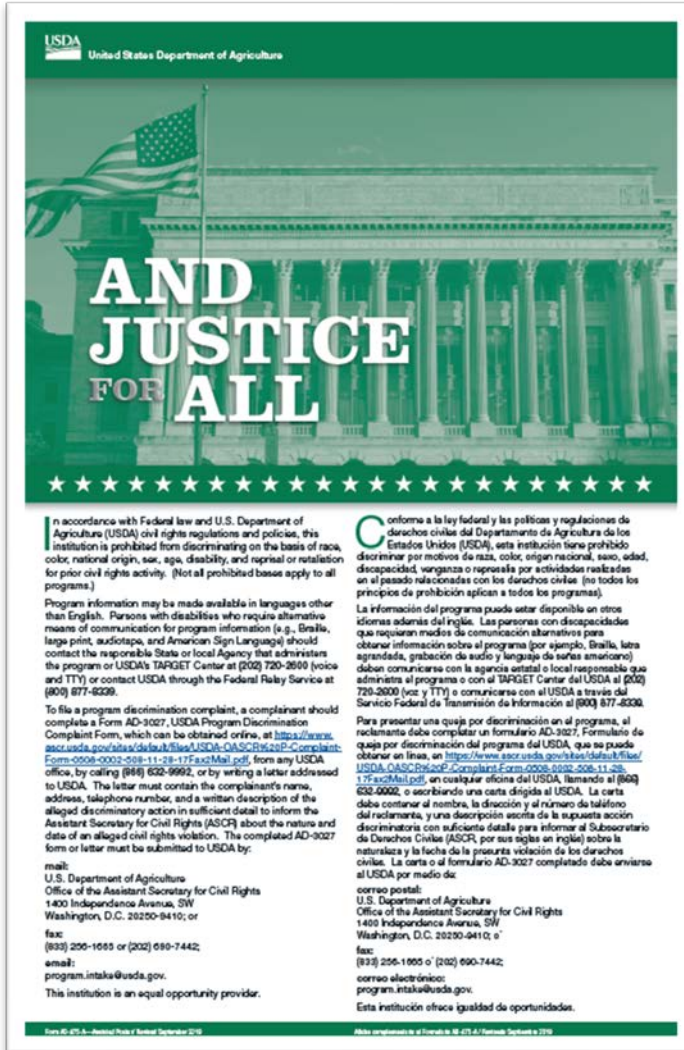 USDA
United States Department of Agriculture
AND
JUSTICE
FOR ALL
In accordance with Federal law and U.S. Department of
Agriculture (USDA) civil rights regulations and policies, this
institution is prohibited from discriminating on the basis of race,
color, national origin, sex, age, disability, and reprisal or retaliation
for prior civil rights activity. (Not all prohibited bases apply to all
programs.)
Program information may be made available in languages other
than English. Persons with disabilities who require alternative
means of communication for program information (e.g., Braille,
large print, audiotape, and American Sign Language) should
contact the responsible State or local Agency that administers
the program or USDA's TARGET Center at (202) 720-2600 (voice
and TTY) or contact USDA through the Federal Relay Service at
(800) 877-8339.
To file a program discrimination complaint, a complainant should
complete a Form AD-3027, USDA Program Discrimination
Complaint Form, which can be obtained online, at https://www.
ascr.usda.gov/sites/default/files/USDA-OASCR%20P-Complaint-
Form-0508-0002-508-11-28-17Fax2Mail.pdf, from any USDA
office, by calling (866) 632-9992, or by writing a letter addressed
to USDA. The letter must contain the complainant's name,
address, telephone number, and a written description of the
alleged discriminatory action in sufficient detail to inform the
Assistant Secretary for Civil Rights (ASCR) about the nature and
date of an alleged civil rights violation. The completed AD-3027
form or letter must be submitted to USDA by:
mail:
U.S. Department of Agriculture
Office of the Assistant Secretary for Civil Rights
1400 Independence Avenue, SW
Washington, D.C. 20250-9410; or
fax:
(833) 256-1665 or (202) 690-7442;
email:
program.intake@usda.gov.
This institution is an equal opportunity provider.
Conforme a la ley federal y las políticas y regulaciones de
derechos civiles del Departamento de Agricultura de los
Estados Unidos (USDA), esta institución tiene prohibido
discriminar por motivos de raza, color, origen nacional, sexo, edad,
discapacidad, venganza o represalia por actividades realizadas
en el pasado relacionadas con los derechos civiles (no todos los
principios de prohibición aplican a todos los programas).
La información del programa puede estar disponible en otros
idiomas además del inglés. Las personas con discapacidades
que requieran medios de comunicación alternativos para
obtener información sobre el programa (por ejemplo, Braille, letra
agrandada, grabación de audio y lenguaje de señas americano)
deben comunicarse con la agencia estatal o local responsable que
administra el programa o con el TARGET Center del USDA al (202)
720-2600 (voz y TTY) o comunicarse con el USDA a través del
Servicio Federal de Transmisión de Información al (800) 877-8339.
Para presentar una queja por discriminación en el programa, el
reclamante debe completar un formulario AD-3027, Formulario de
queja por discriminación del programa del USDA, que se puede
obtener en línea, en https://www.ascr.usda.gov/sites/default/files/
USDA-OASCR%20P-Complaint-Form-0508-0002-508-11-28-
17Fax2Mail.pdf, en cualquier oficina del USDA, llamando al (866)
632-9992, o escribiendo una carta dirigida al USDA. La carta
debe contener el nombre, la dirección y el número de teléfono
del reclamante, y una descripción escrita de la supuesta acción
discriminatoria con suficiente detalle para informar al Subsecretario
de Derechos Civiles (ASCR, por sus siglas en inglés) sobre la
naturaleza y la fecha de la presunta violación de los derechos
civiles. La carta o el formulario AD-3027 completado debe enviarse
al USDA por medio de:
correo postal:
U.S. Department of Agriculture
Office of the Assistant Secretary for Civil Rights
1400 Independence Avenue, SW
Washington, D.C. 20250-9410; o'
fax:
(833) 256-1665 o' (202) 690-7442;
correo electrónico:
program.intake@usda.gov.
Esta institución ofrece igualdad de oportunidades.
Form AD-475-A—Assisted Poster/ Revised September 2019
Afiche complementario al Formulario AD-475-A / Revisado Septiembre 2019